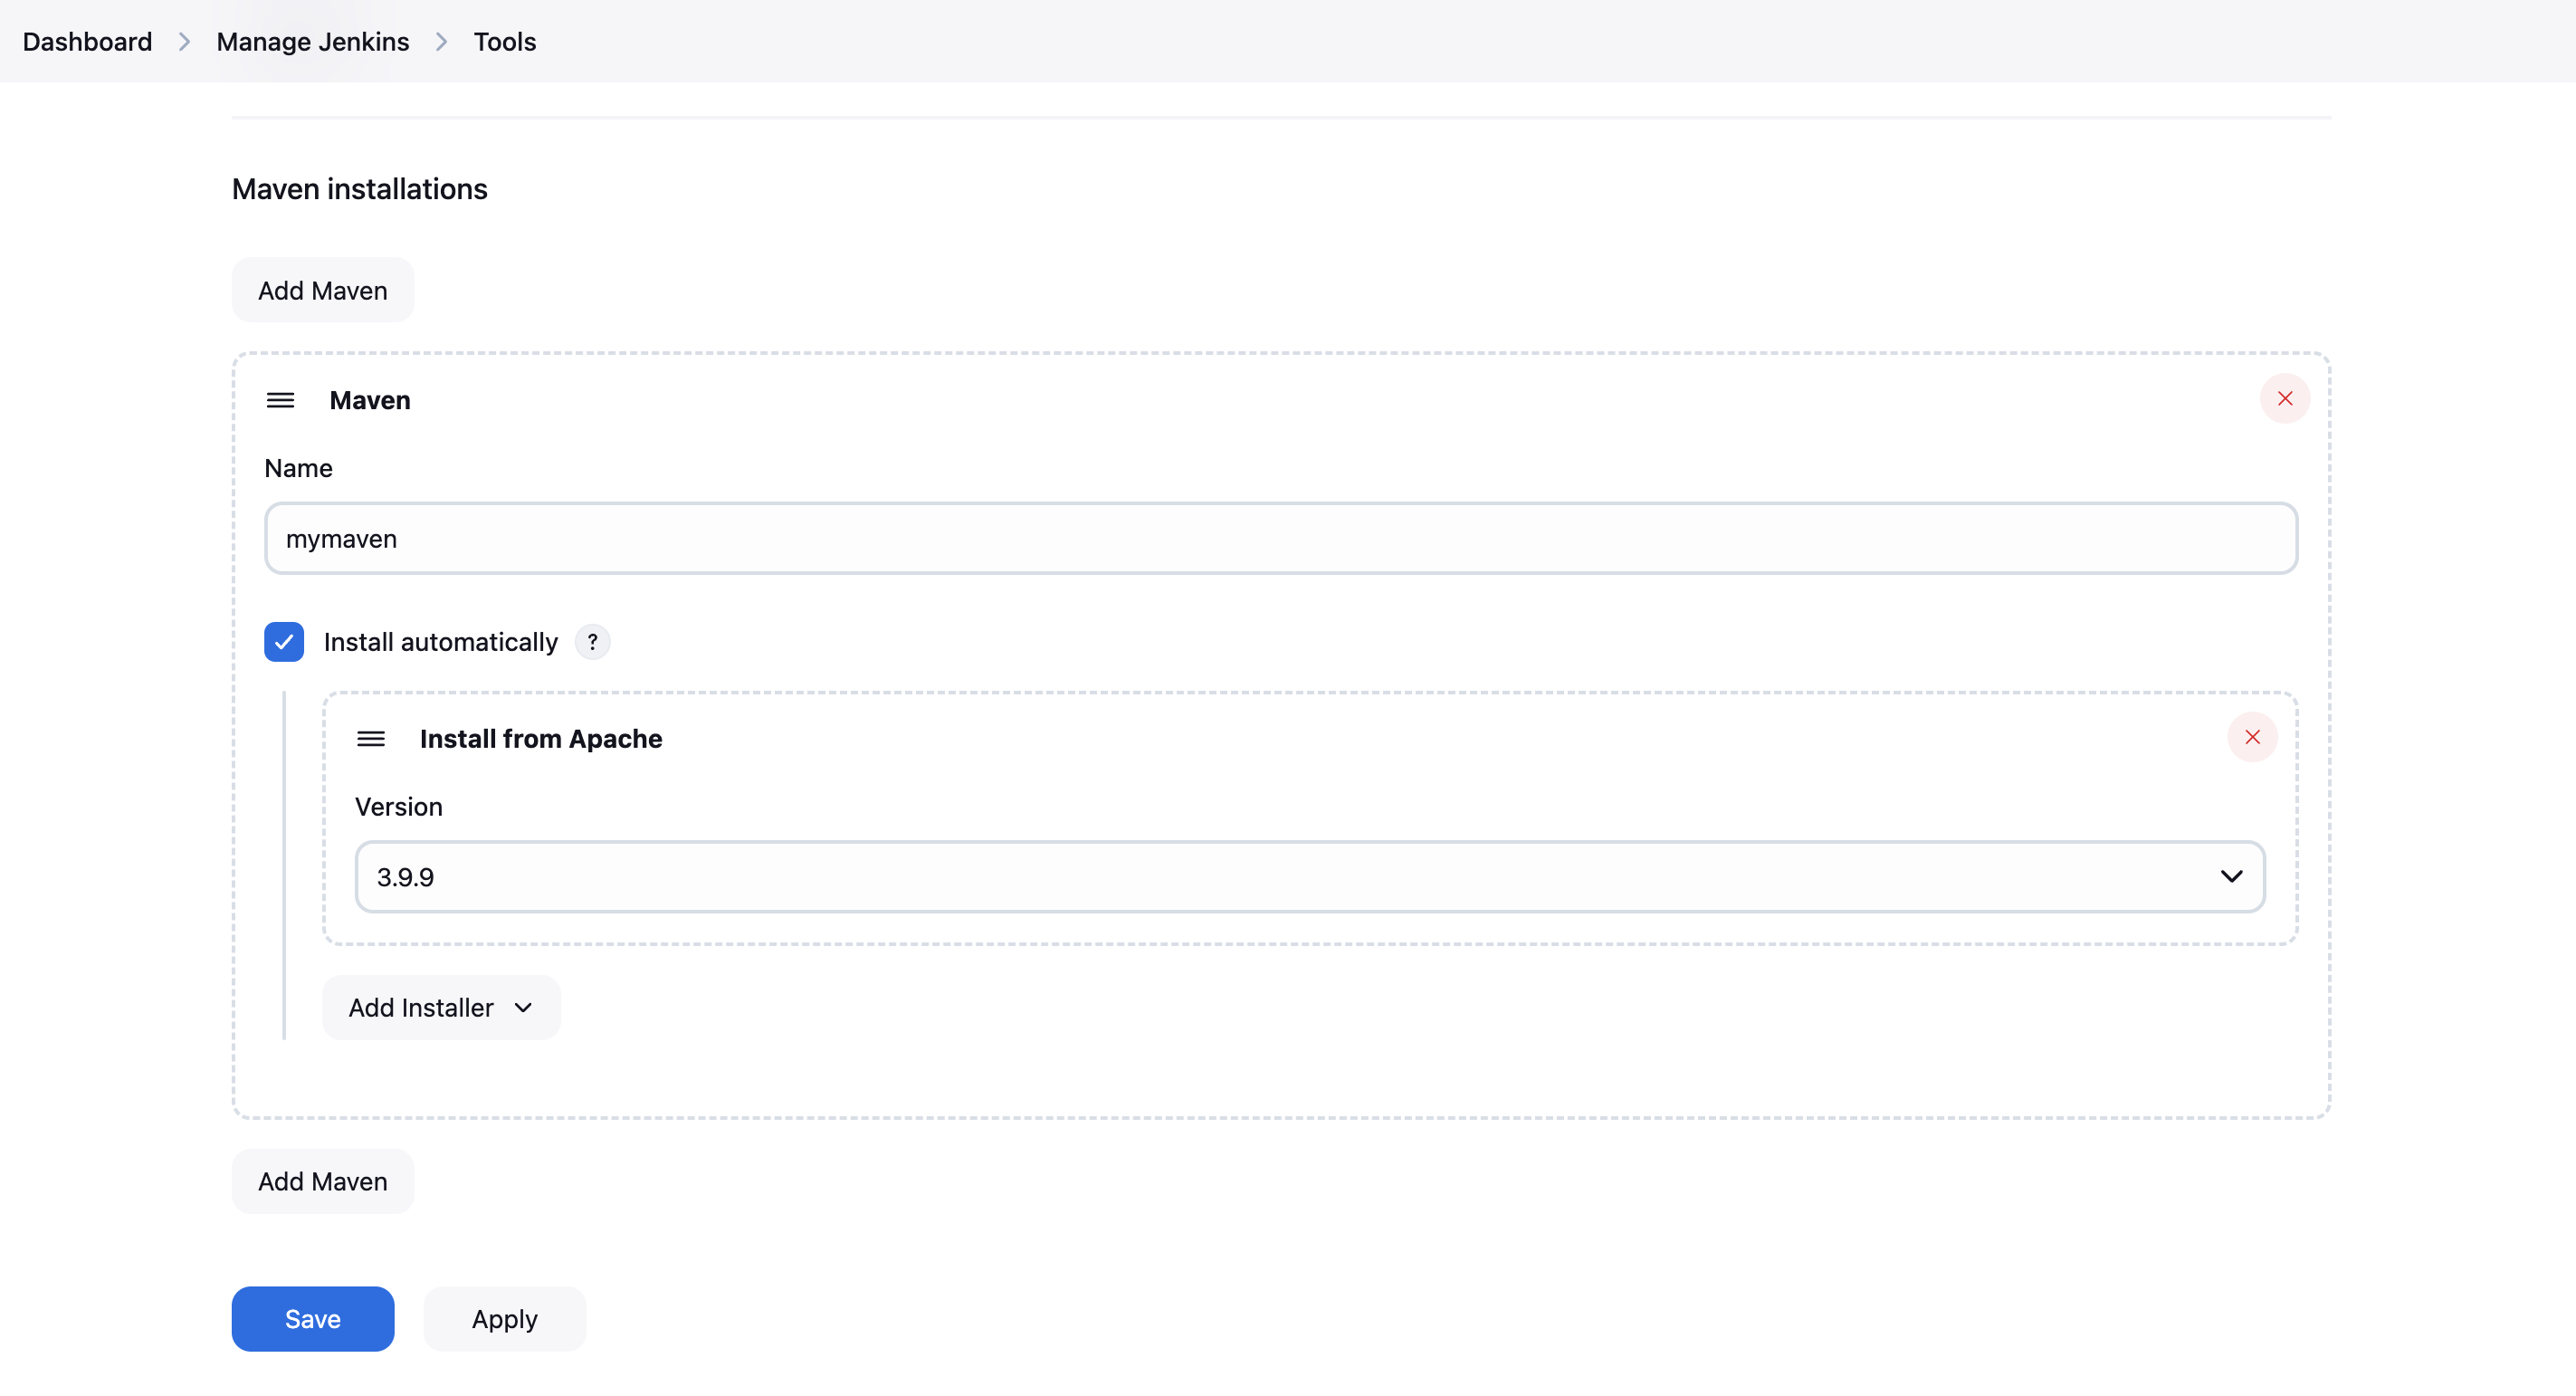 Dashboard > Manage Jenkins > Tools
Maven installations
Add Maven
Maven
Name
mymaven
Install automatically ?
Install from Apache
Version
3.9.9
Add Installer
Add Maven
Save Apply